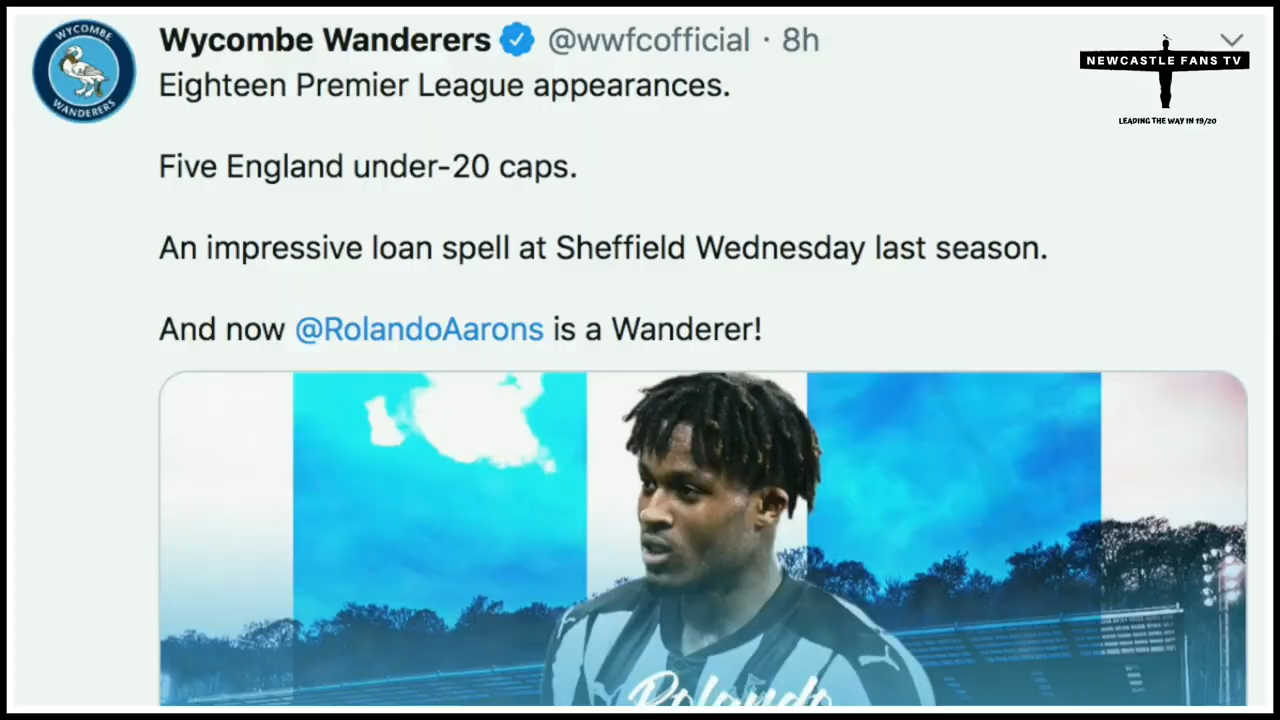 WYCOMBE
WANDERERS
Wycombe Wanderers @wwfcofficial · 8h
Eighteen Premier League appearances.
Five England under-20 caps.
An impressive loan spell at Sheffield Wednesday last season.
And now @RolandoAarons is a Wanderer!
NEWCASTLE FANS TV
LEADING THE WAY IN 19/20
Rolando